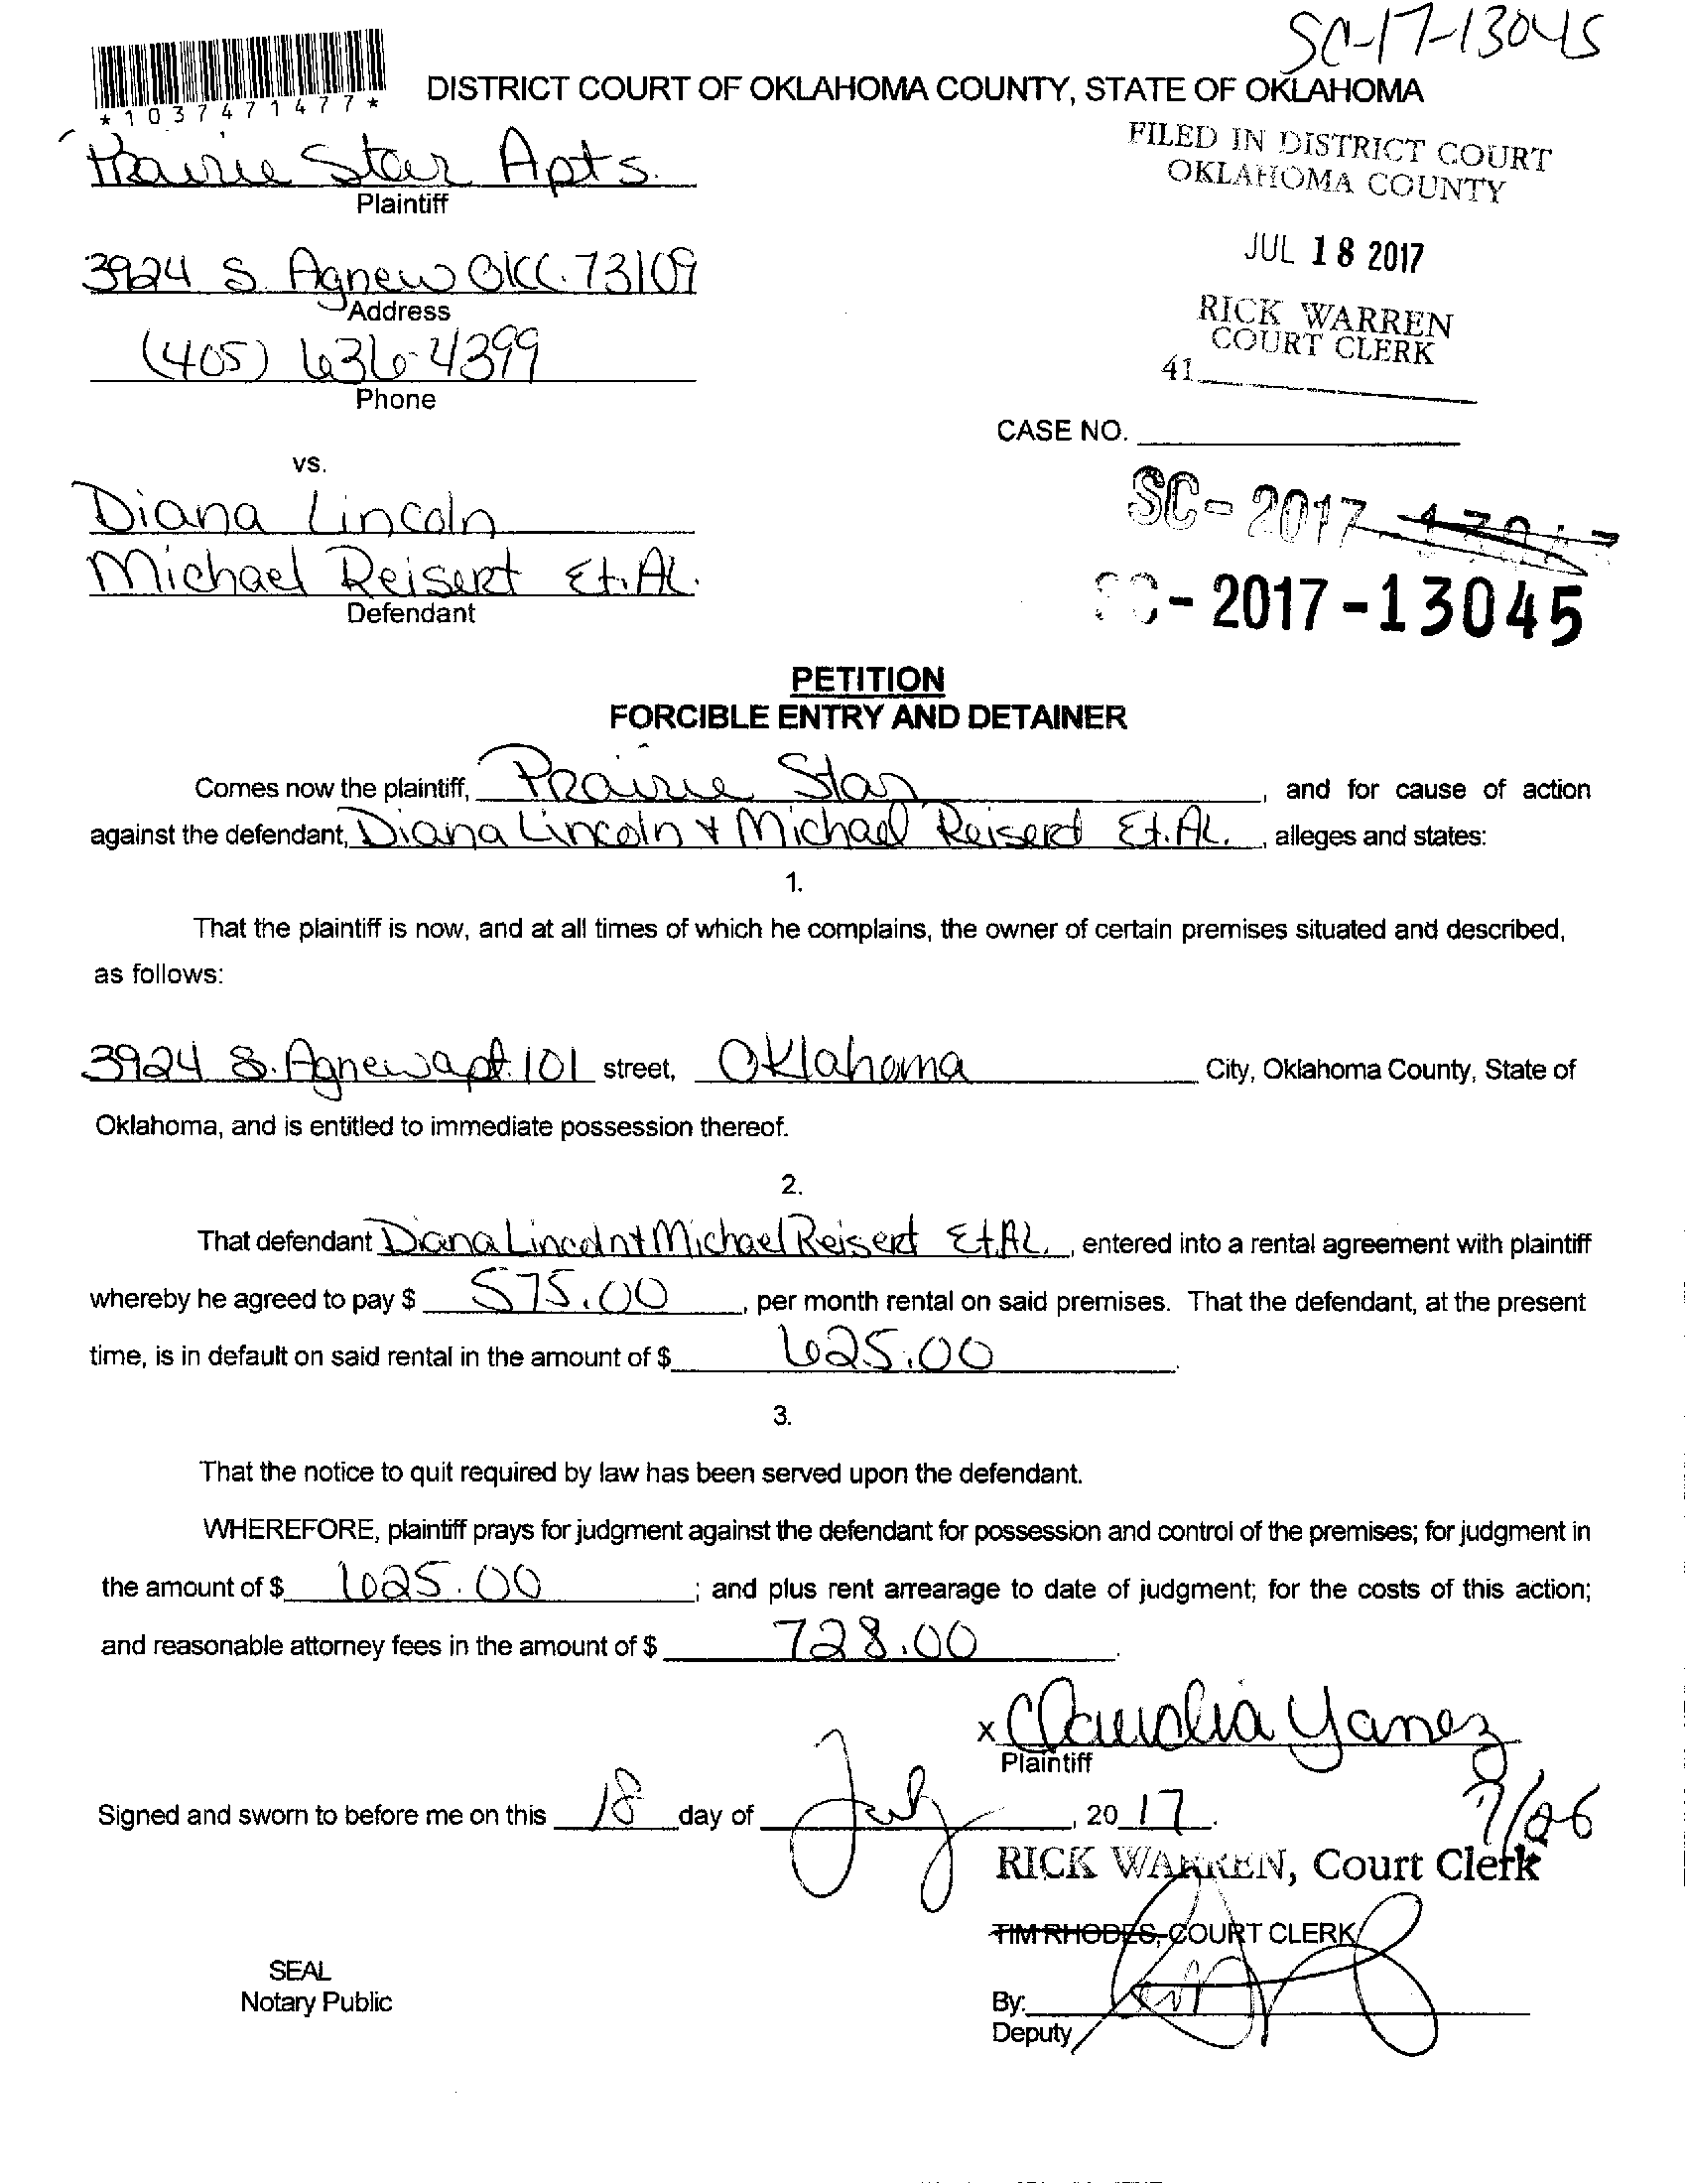 SC-17-13045
*1037471477*
DISTRICT COURT OF OKLAHOMA COUNTY, STATE OF OKLAHOMA
Prairie Star Apts.
Plaintiff
FILED IN DISTRICT COURT
OKLAHOMA COUNTY
3924 S. Agnew OKC. 73109
Address
JUL 18 2017
(405) 636-4399
Phone
RICK WARREN
COURT CLERK
41
CASE NO.
vs.
Diana Lincoln
Michael Reisert Et. AL.
Defendant
SC-2017
SC-2017-13045
PETITION
FORCIBLE ENTRY AND DETAINER
Comes now the plaintiff, Prairie Star, and for cause of action
against the defendant, Diana Lincoln + Michael Reisert Et. AL., alleges and states:
1.
That the plaintiff is now, and at all times of which he complains, the owner of certain premises situated and described,
as follows:
3924 S. Agnew apt. 101 street, Oklahoma City, Oklahoma County, State of
Oklahoma, and is entitled to immediate possession thereof.
2.
That defendant Diana Lincoln + Michael Reisert Et AL., entered into a rental agreement with plaintiff
whereby he agreed to pay $ 575.00, per month rental on said premises. That the defendant, at the present
time, is in default on said rental in the amount of $ 625.00.
3.
That the notice to quit required by law has been served upon the defendant.
WHEREFORE, plaintiff prays for judgment against the defendant for possession and control of the premises; for judgment in
the amount of $ 625.00; and plus rent arrearage to date of judgment; for the costs of this action;
and reasonable attorney fees in the amount of $ 728.00.
x Claudia Yanez
Plaintiff
Signed and sworn to before me on this 18 day of July, 20 17.
7/26
RICK WARREN, Court Clerk
TIM RHODES, COURT CLERK
SEAL
Notary Public
By:
Deputy